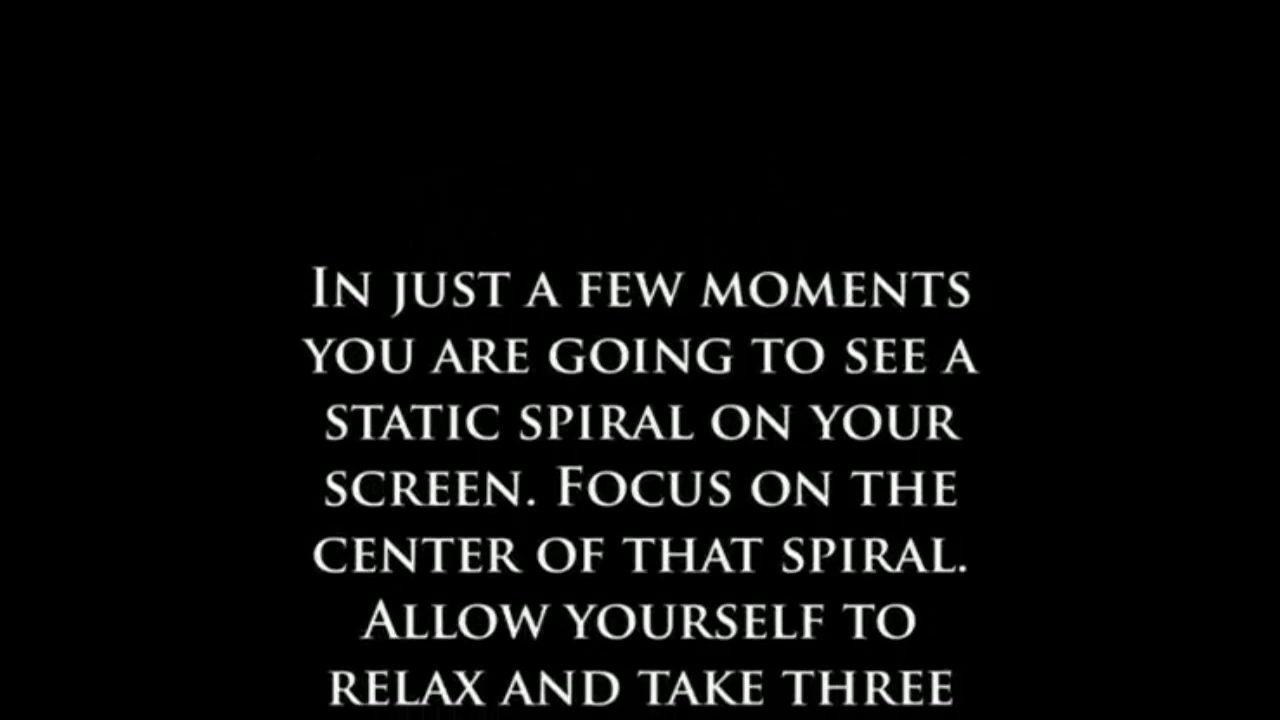 In just a few moments
you are going to see a
static spiral on your
screen. Focus on the
center of that spiral.
Allow yourself to
relax and take three